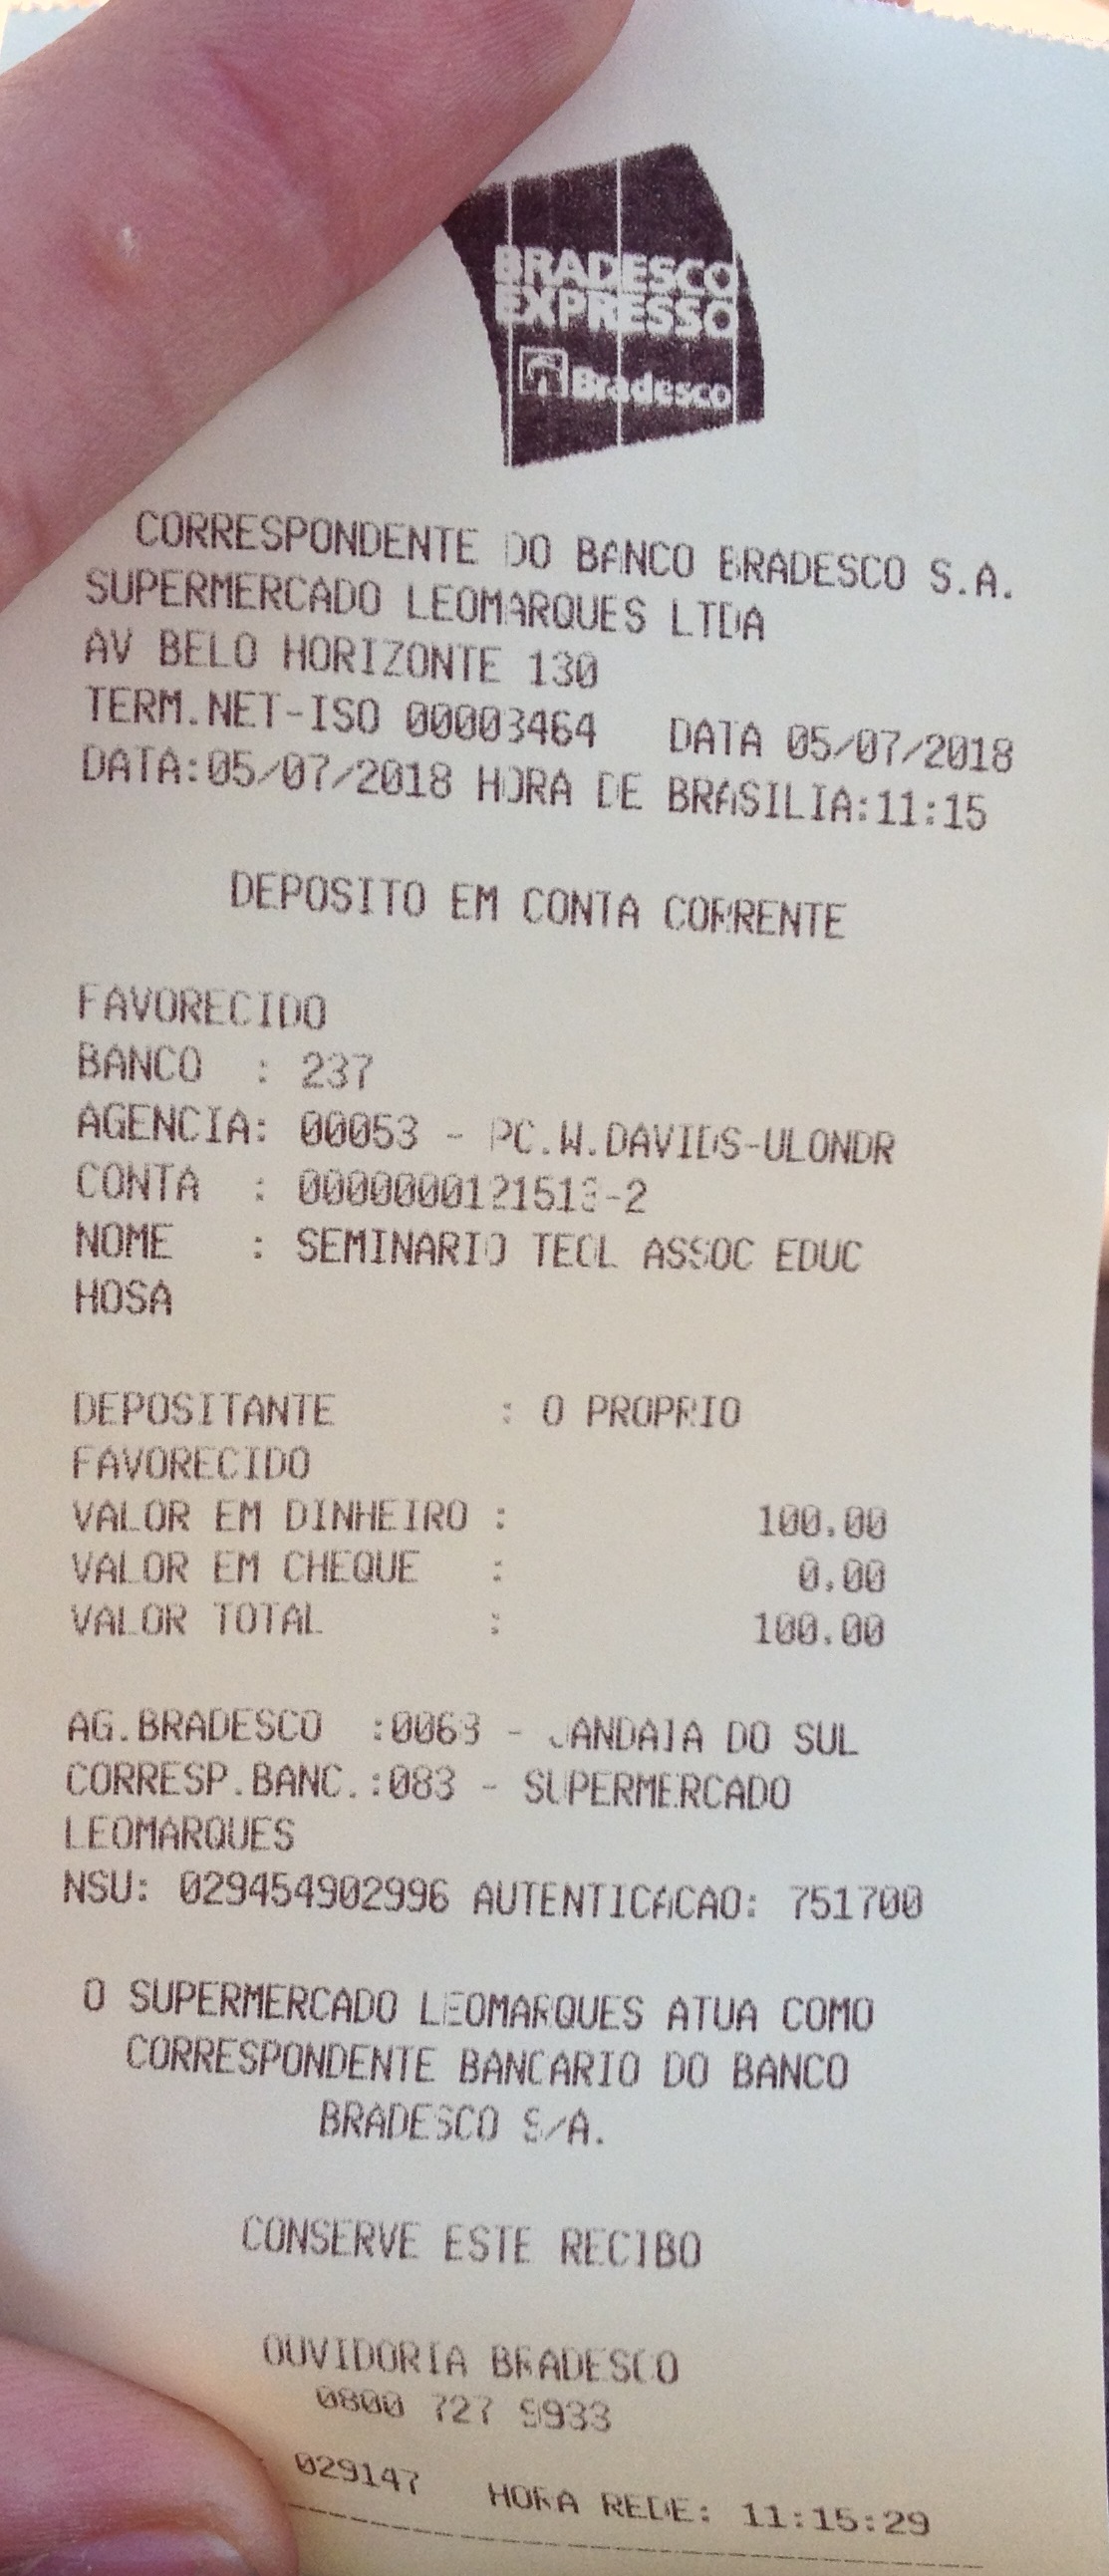 BRADESCO
EXPRESSO
Bradesco
CORRESPONDENTE DO BANCO BRADESCO S.A.
SUPERMERCADO LEOMARQUES LTDA
AV BELO HORIZONTE 130
TERM.NET-ISO 00003464 DATA 05/07/2018
DATA:05/07/2018 HORA DE BRASILIA:11:15
DEPOSITO EM CONTA CORRENTE
FAVORECIDO
BANCO : 237
AGENCIA: 00053 - PC.W.DAVIDS-ULONDR
CONTA :
NOME : SEMINARIO TEOL ASSOC EDUC
HOSA
DEPOSITANTE : O PROPRIO
FAVORECIDO
VALOR EM DINHEIRO : 100.00
VALOR EM CHEQUE : 0.00
VALOR TOTAL : 100.00
AG.BRADESCO :0063 - JANDAIA DO SUL
CORRESP.BANC.:083 - SUPERMERCADO
LEOMARQUES
NSU: 029454902996 AUTENTICACAO: 751700
O SUPERMERCADO LEOMARQUES ATUA COMO
CORRESPONDENTE BANCARIO DO BANCO
BRADESCO S/A.
CONSERVE ESTE RECIBO
OUVIDORIA BRADESCO
0800 727 9933
029147 HORA REDE: 11:15:29